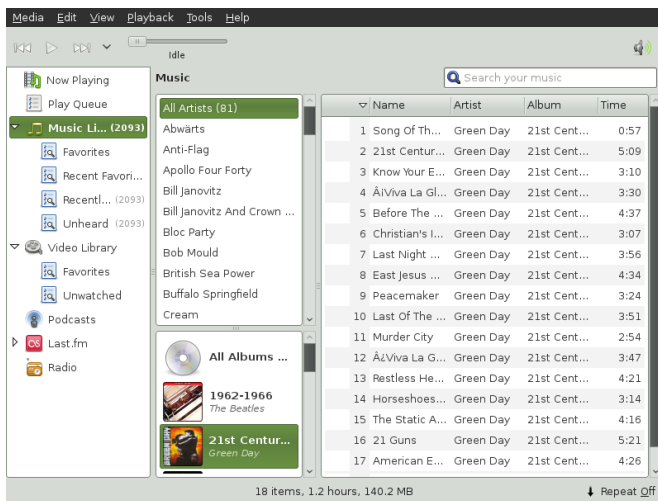 Media Edit View Playback Tools Help
Idle
Now Playing
Play Queue
Music Li... (2093)
Favorites
Recent Favori...
Recentl... (2093)
Unheard (2093)
Video Library
Favorites
Unwatched
Podcasts
Last.fm
Radio
Music
Search your music
All Artists (81)
Abwärts
Anti-Flag
Apollo Four Forty
Bill Janovitz
Bill Janovitz And Crown ...
Bloc Party
Bob Mould
British Sea Power
Buffalo Springfield
Cream
All Albums ...
1962-1966
The Beatles
21st Centur...
Green Day
Name Artist Album Time
1 Song Of Th... Green Day 21st Cent... 0:57
2 21st Centur... Green Day 21st Cent... 5:09
3 Know Your E... Green Day 21st Cent... 3:10
4 Â¡Viva La Gl... Green Day 21st Cent... 3:30
5 Before The ... Green Day 21st Cent... 4:37
6 Christian's I... Green Day 21st Cent... 3:07
7 Last Night ... Green Day 21st Cent... 3:56
8 East Jesus ... Green Day 21st Cent... 4:34
9 Peacemaker Green Day 21st Cent... 3:24
10 Last Of The ... Green Day 21st Cent... 3:51
11 Murder City Green Day 21st Cent... 2:54
12 Â¿Viva La G... Green Day 21st Cent... 3:47
13 Restless He... Green Day 21st Cent... 4:21
14 Horseshoes... Green Day 21st Cent... 3:14
15 The Static A... Green Day 21st Cent... 4:16
16 21 Guns Green Day 21st Cent... 5:21
17 American E... Green Day 21st Cent... 4:26
18 items, 1.2 hours, 140.2 MB
Repeat Off